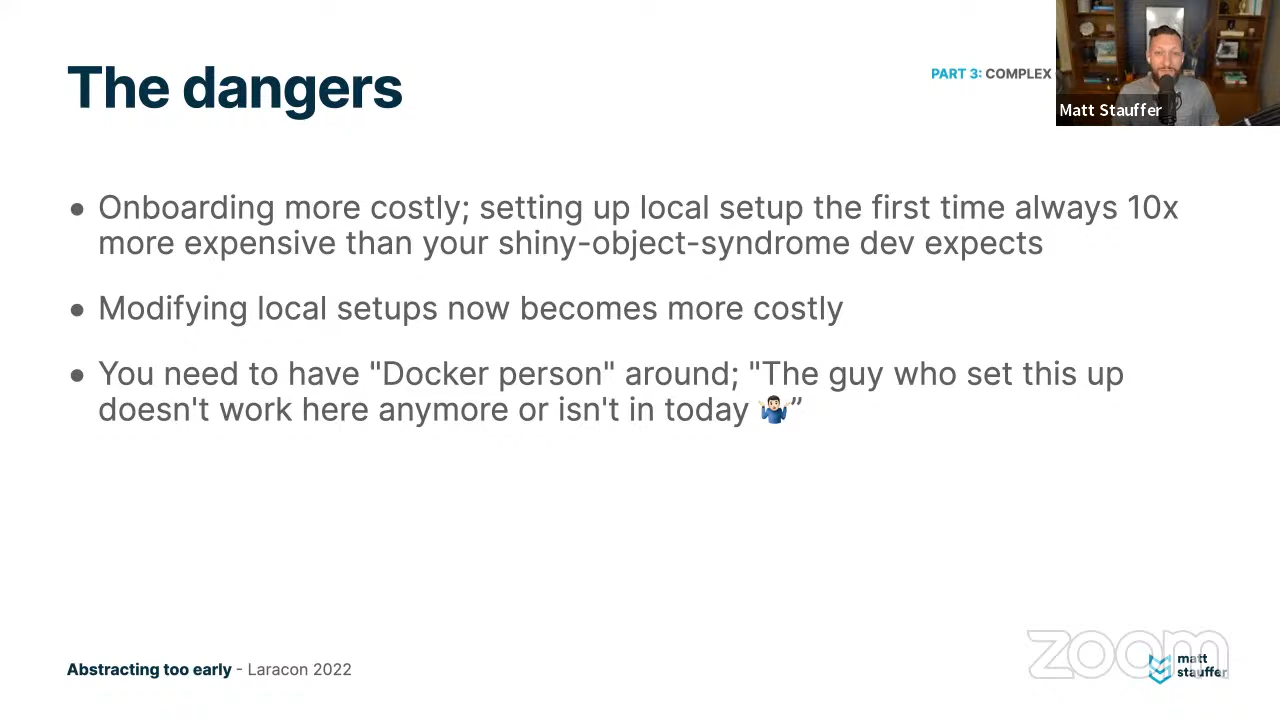 The dangers
PART 3: COMPLEX
Matt Stauffer
● Onboarding more costly; setting up local setup the first time always 10x
more expensive than your shiny-object-syndrome dev expects
● Modifying local setups now becomes more costly
● You need to have "Docker person" around; "The guy who set this up
doesn't work here anymore or isn't in today 🤷🏻‍♂️”
Abstracting too early - Laracon 2022
zoom
matt
stauffer